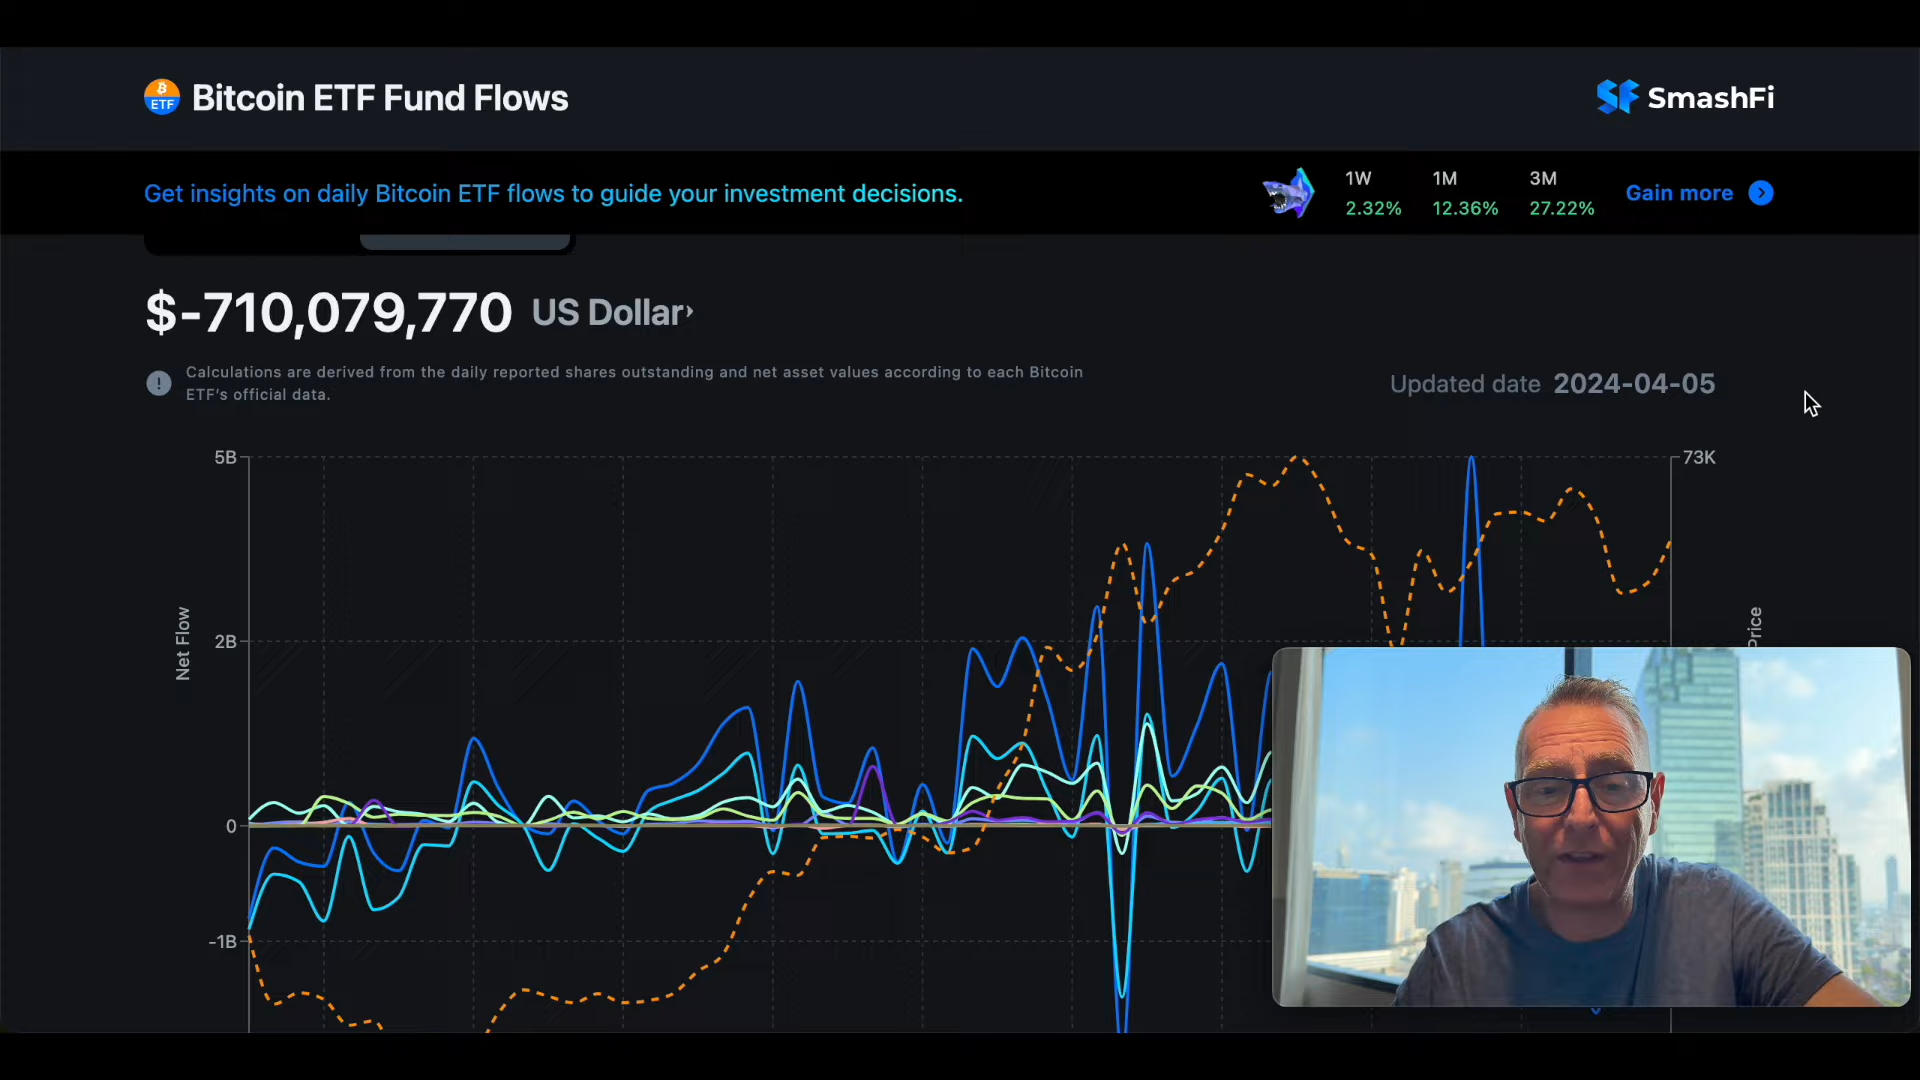 Bitcoin ETF Fund Flows
SmashFi
Get insights on daily Bitcoin ETF flows to guide your investment decisions.
1W 1M 3M
2.32% 12.36% 27.22%
Gain more
$-710,079,770 US Dollar
Calculations are derived from the daily reported shares outstanding and net asset values according to each Bitcoin
ETF's official data.
Updated date 2024-04-05
5B
73K
Net Flow
2B
Price
0
-1B